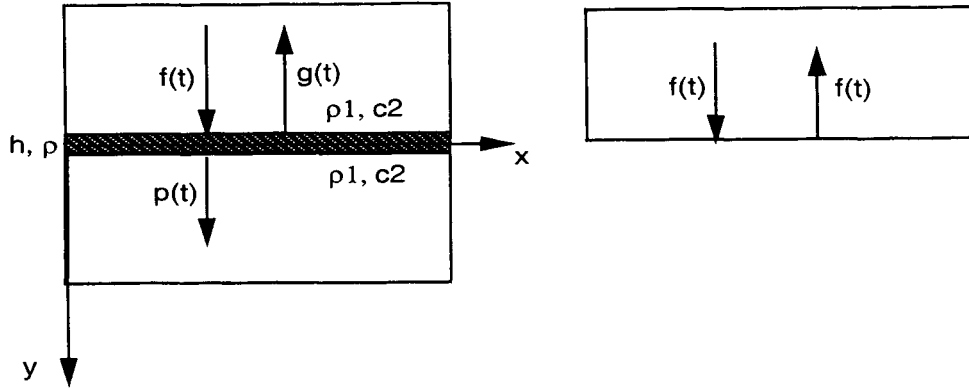 f(t)
g(t)
ρ1, c2
h, ρ
x
ρ1, c2
p(t)
y
f(t)
f(t)